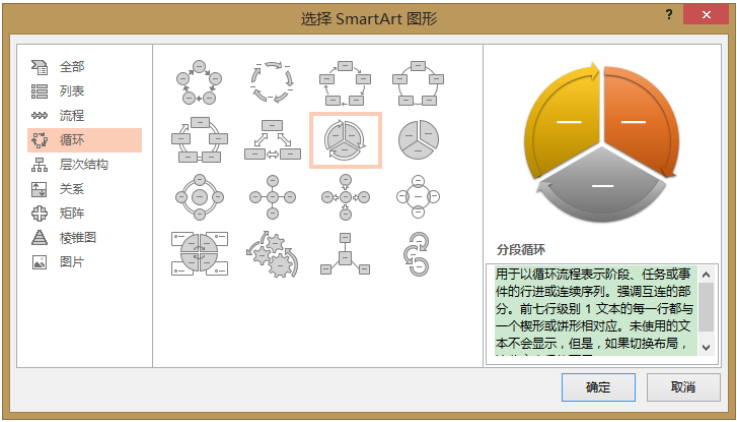 选择 SmartArt 图形
?
全部
列表
流程
循环
层次结构
关系
矩阵
棱锥图
图片
分段循环
用于以循环流程表示阶段、任务或事
件的行进或连续序列。强调互连的部
分。前七行级别 1 文本的每一行都与
一个楔形或饼形相对应。未使用的文
本不会显示，但是，如果切换布局，
确定
取消